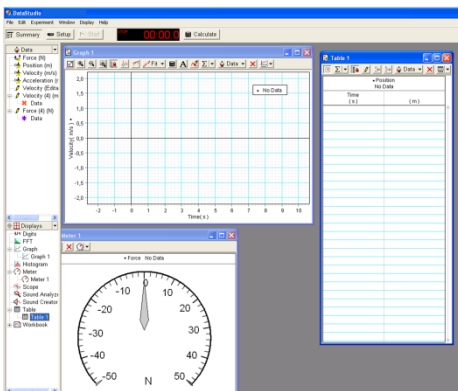 DataStudio
File Edit Experiment Window Display Help
Summary Setup Start 00:00.0 Calculate
Data
Force (N)
Position (m)
Velocity (m/s)
Acceleration (m
Velocity (Edita
Velocity (4) (m
Data
Force (4) (N)
Data
Displays
Digits
FFT
Graph
Graph 1
Histogram
Meter
Meter 1
Scope
Sound Analyz
Sound Creator
Table
Table 1
Workbook
Graph 1
Fit Σ Data
No Data
Velocity( m/s )
2,0
1,5
1,0
0,5
0,0
-0,5
-1,0
-1,5
-2,0
-2 -1 0 1 2 3 4 5 6 7 8 9 10
Time( s )
Meter 1
Force No Data
-50 -40 -30 -20 -10 0 10 20 30 40 50
N
Table 1
Σ Data
Position
No Data
Time
( s ) ( m )